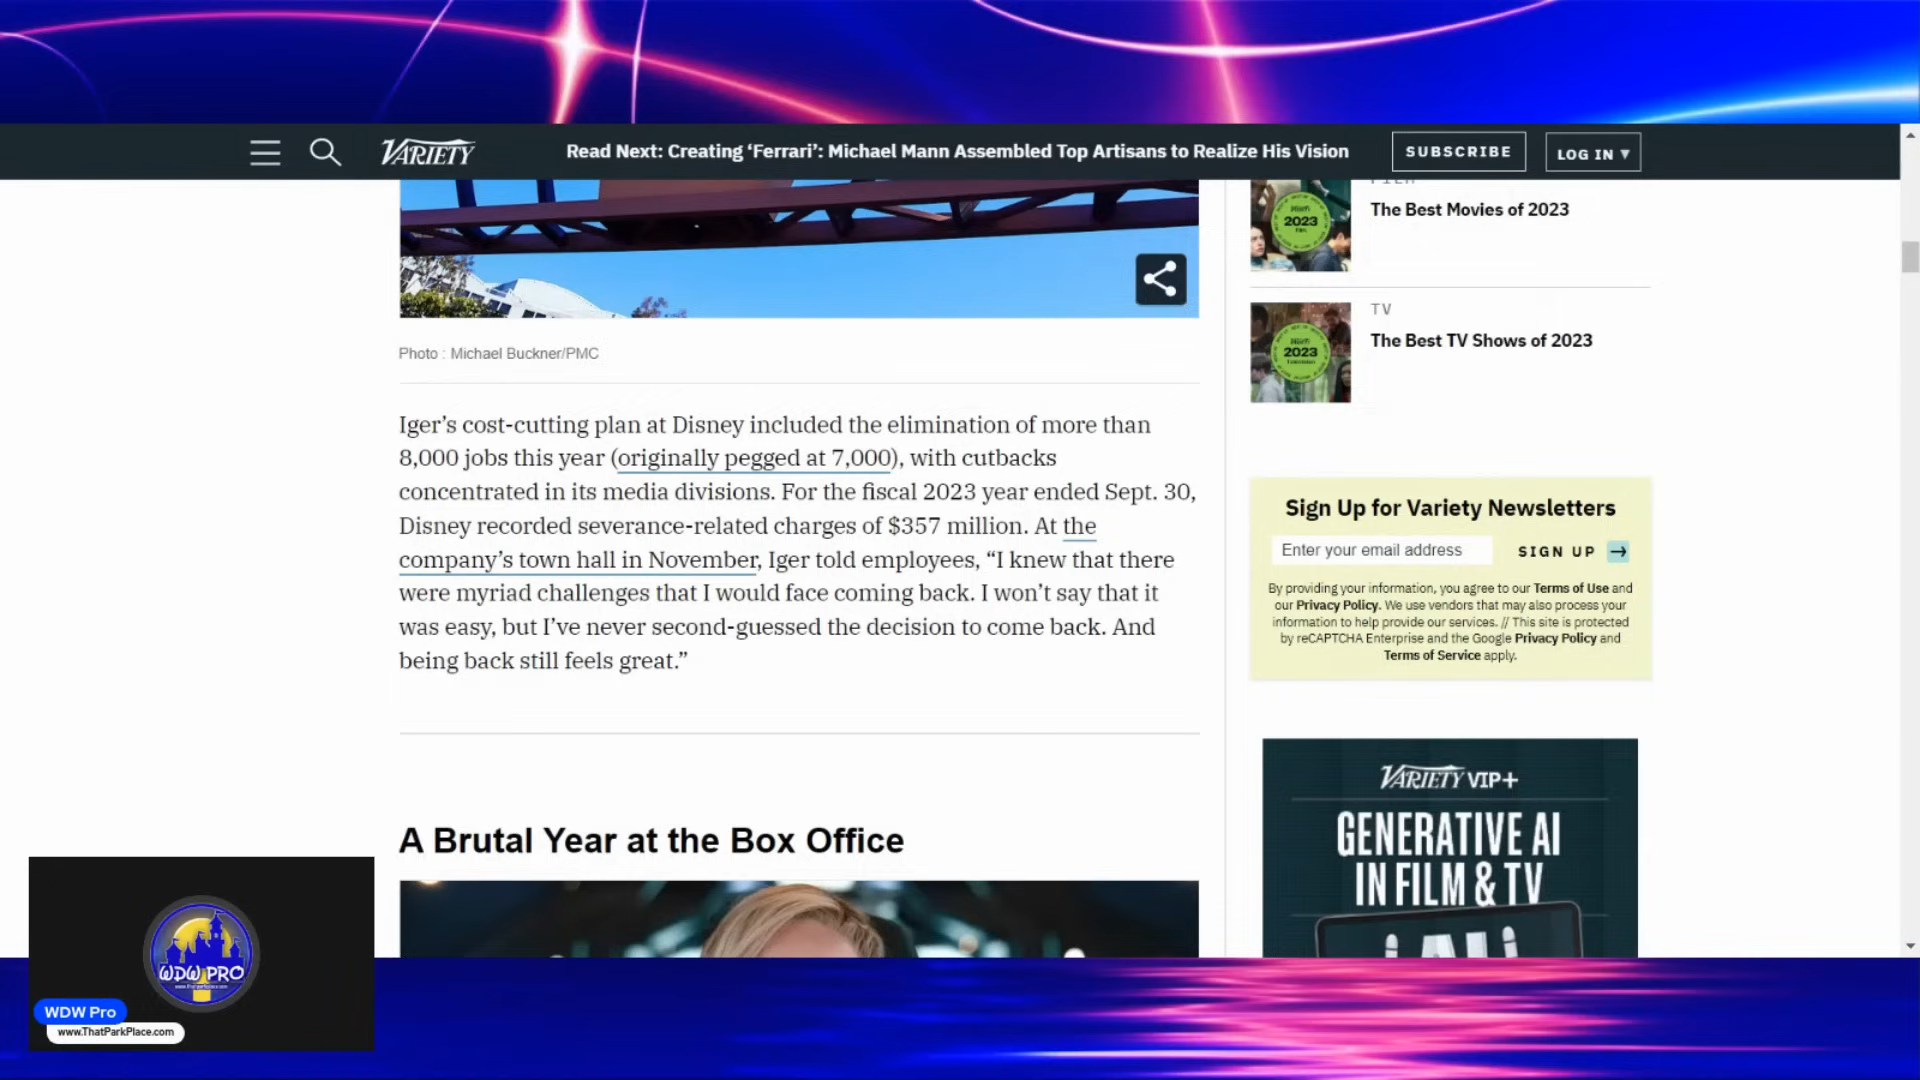 VARIETY
Read Next: Creating ‘Ferrari’: Michael Mann Assembled Top Artisans to Realize His Vision
SUBSCRIBE
LOG IN ▾
Photo : Michael Buckner/PMC
Iger’s cost-cutting plan at Disney included the elimination of more than
8,000 jobs this year (originally pegged at 7,000), with cutbacks
concentrated in its media divisions. For the fiscal 2023 year ended Sept. 30,
Disney recorded severance-related charges of $357 million. At the
company’s town hall in November, Iger told employees, “I knew that there
were myriad challenges that I would face coming back. I won’t say that it
was easy, but I’ve never second-guessed the decision to come back. And
being back still feels great.”
A Brutal Year at the Box Office
FILM
2023
The Best Movies of 2023
TV
2023
The Best TV Shows of 2023
Sign Up for Variety Newsletters
Enter your email address
SIGN UP →
By providing your information, you agree to our Terms of Use and
our Privacy Policy. We use vendors that may also process your
information to help provide our services. // This site is protected
by reCAPTCHA Enterprise and the Google Privacy Policy and
Terms of Service apply.
VARIETY VIP+
GENERATIVE AI
IN FILM & TV
WDW PRO
WDW Pro
www.ThatParkPlace.com